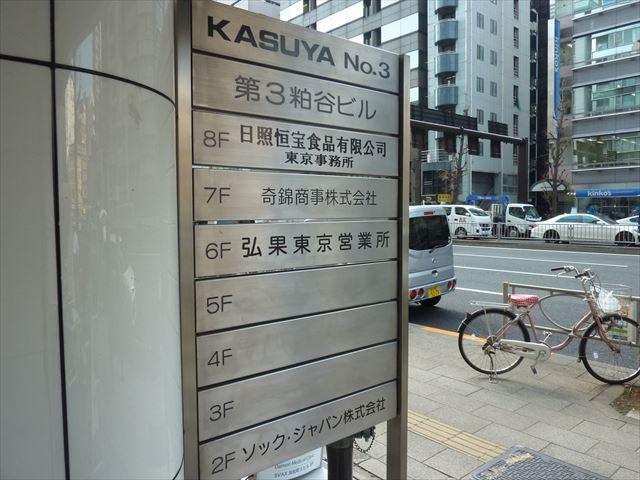 KASUYA No.3
第3粕谷ビル
8F 日照恒宝食品有限公司
東京事務所
7F 奇錦商事株式会社
6F 弘果東京営業所
5F
4F
3F
2F ソック・ジャパン株式会社
kinko's